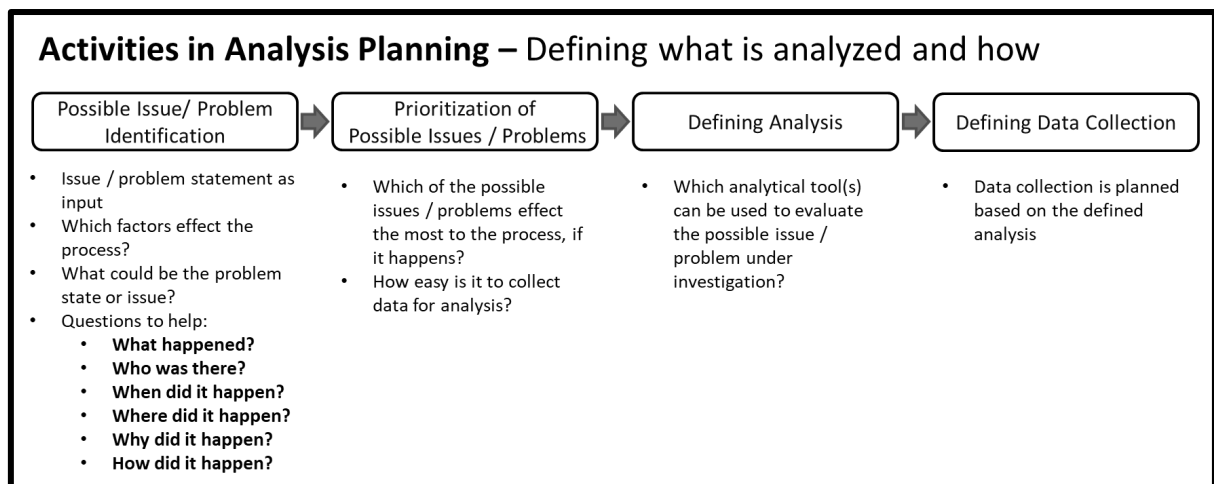 Activities in Analysis Planning – Defining what is analyzed and how
Possible Issue/ Problem
Identification
Prioritization of
Possible Issues / Problems
Defining Analysis
Defining Data Collection
• Issue / problem statement as
input
• Which factors effect the
process?
• What could be the problem
state or issue?
• Questions to help:
• What happened?
• Who was there?
• When did it happen?
• Where did it happen?
• Why did it happen?
• How did it happen?
• Which of the possible
issues / problems effect
the most to the process, if
it happens?
• How easy is it to collect
data for analysis?
• Which analytical tool(s)
can be used to evaluate
the possible issue /
problem under
investigation?
• Data collection is planned
based on the defined
analysis